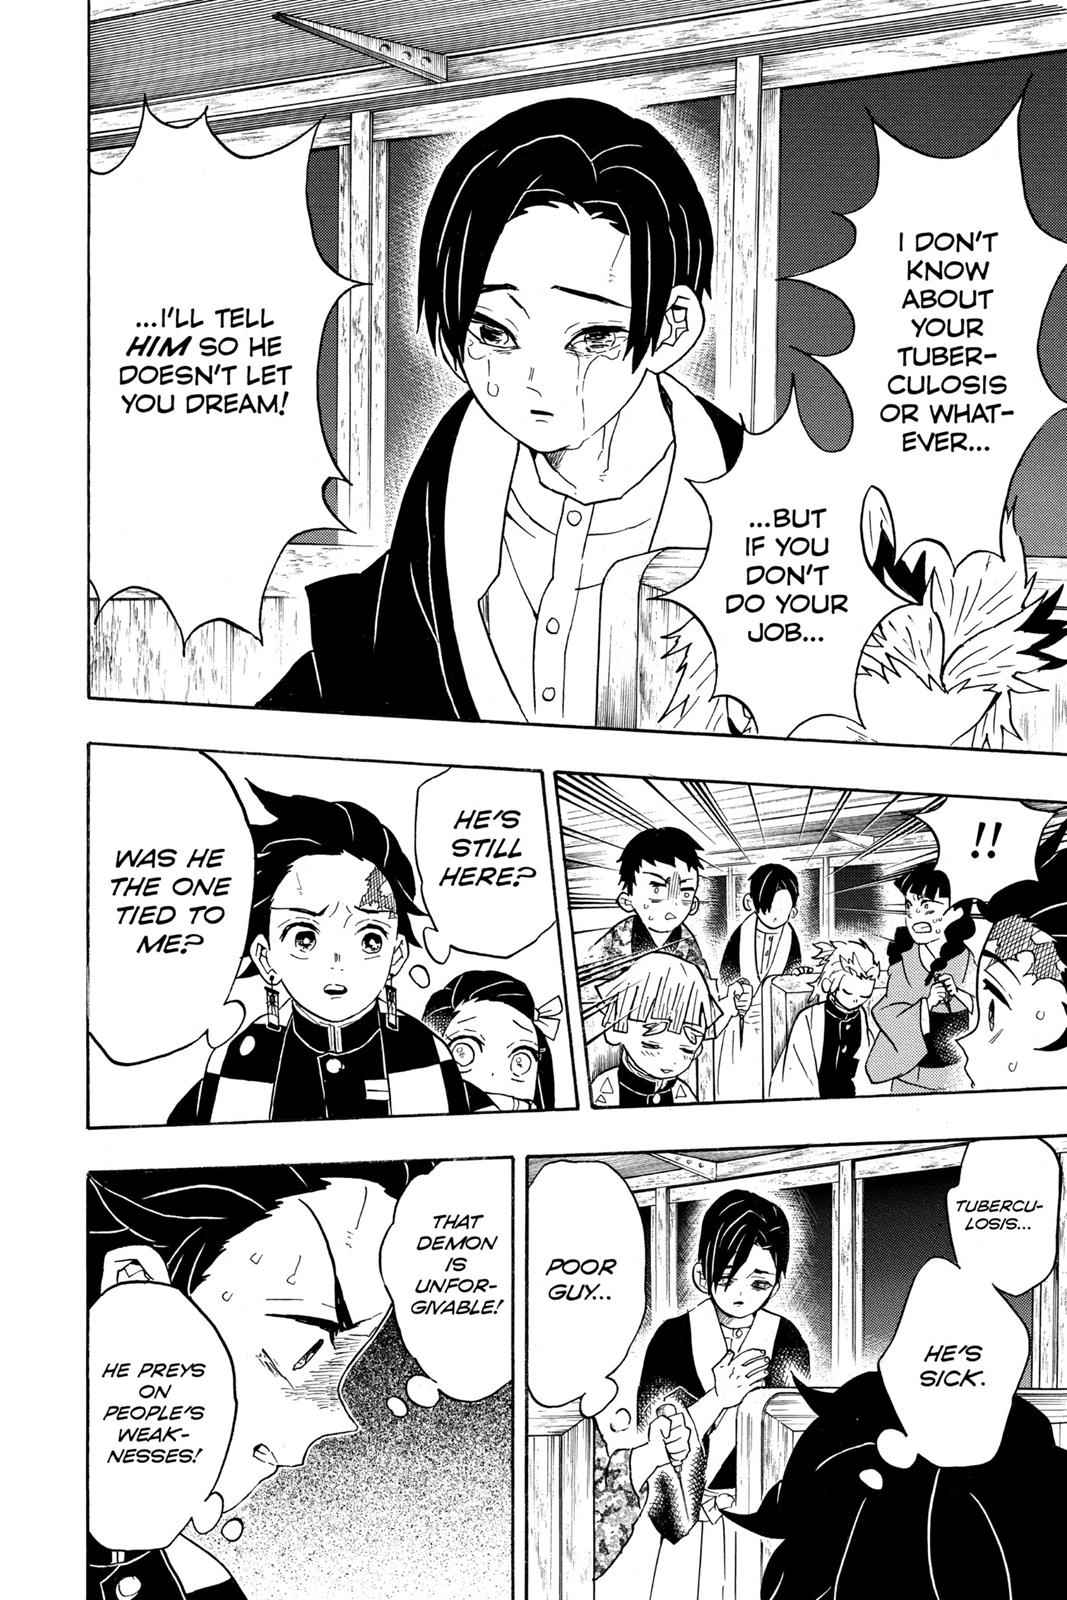 I DON'T
KNOW
ABOUT
YOUR
TUBER-
CULOSIS
OR WHAT-
EVER...
...BUT
IF YOU
DON'T
DO YOUR
JOB...
...I'LL TELL
HIM SO HE
DOESN'T LET
YOU DREAM!
!!
HE'S
STILL
HERE?
WAS HE
THE ONE
TIED TO
ME?
TUBERCU-
LOSIS...
HE'S
SICK.
POOR
GUY...
THAT
DEMON
IS
UNFOR-
GIVABLE!
HE PREYS
ON
PEOPLE'S
WEAK-
NESSES!